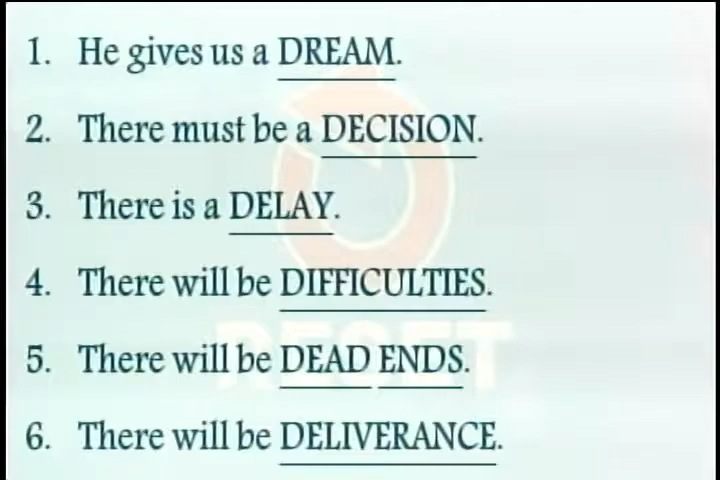 1. He gives us a DREAM.
2. There must be a DECISION.
3. There is a DELAY.
4. There will be DIFFICULTIES.
5. There will be DEAD ENDS.
6. There will be DELIVERANCE.
RESET